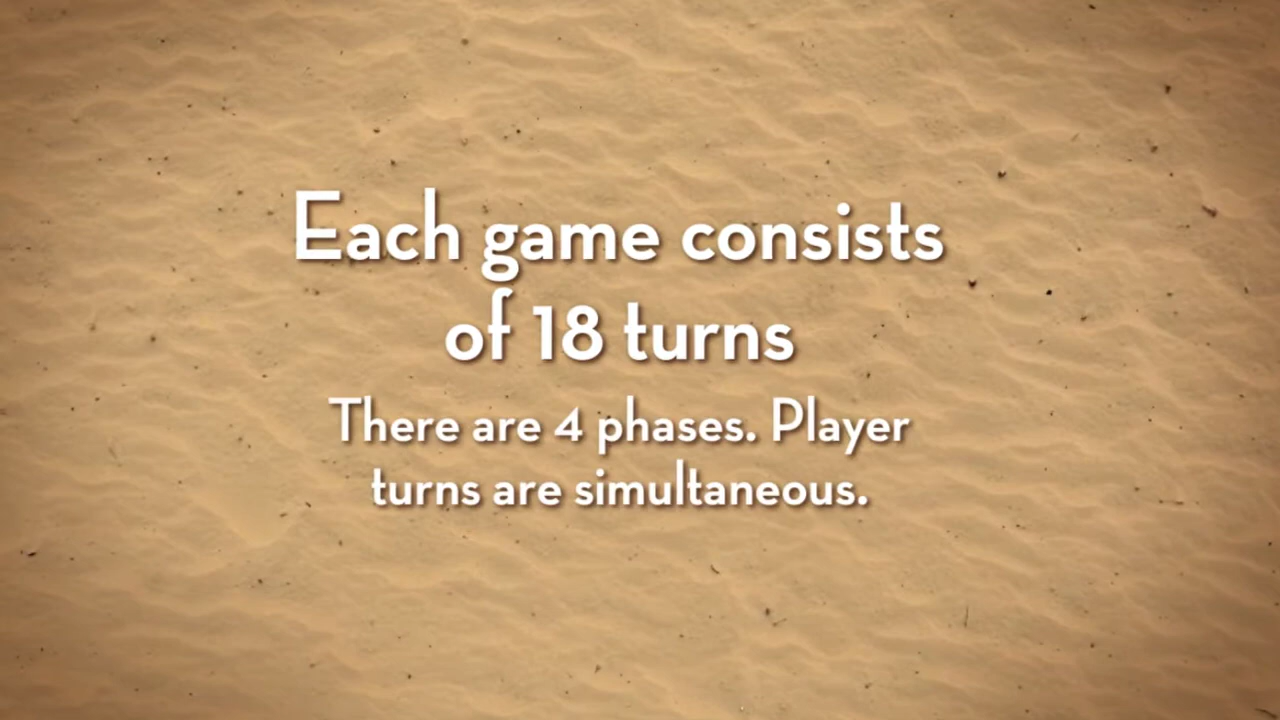 Each game consists
of 18 turns
There are 4 phases. Player
turns are simultaneous.